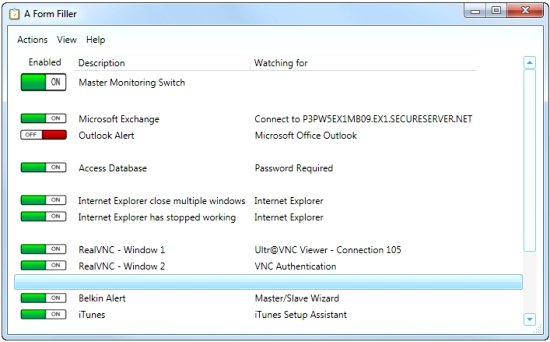 A Form Filler
Actions View Help
Enabled Description Watching for
ON Master Monitoring Switch
ON Microsoft Exchange Connect to P3PW5EX1MB09.EX1.SECURESERVER.NET
OFF Outlook Alert Microsoft Office Outlook
ON Access Database Password Required
ON Internet Explorer close multiple windows Internet Explorer
ON Internet Explorer has stopped working Internet Explorer
ON RealVNC - Window 1 Ultr@VNC Viewer - Connection 105
ON RealVNC - Window 2 VNC Authentication
ON Belkin Alert Master/Slave Wizard
ON iTunes iTunes Setup Assistant